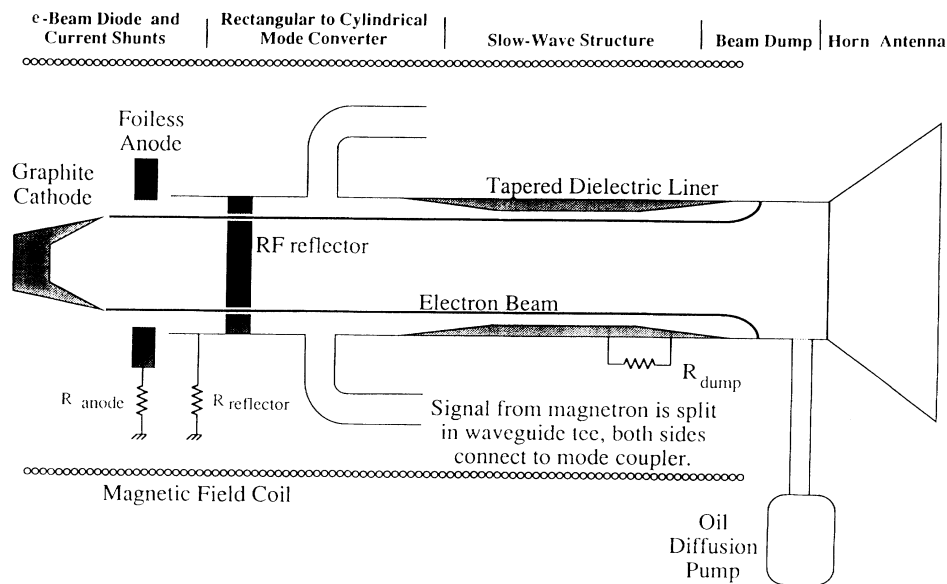 e-Beam Diode and
Current Shunts
Rectangular to Cylindrical
Mode Converter
Slow-Wave Structure
Beam Dump
Horn Antenna
Foiless
Anode
Graphite
Cathode
Tapered Dielectric Liner
RF reflector
Electron Beam
R anode
R reflector
R dump
Signal from magnetron is split
in waveguide tee, both sides
connect to mode coupler.
Magnetic Field Coil
Oil
Diffusion
Pump